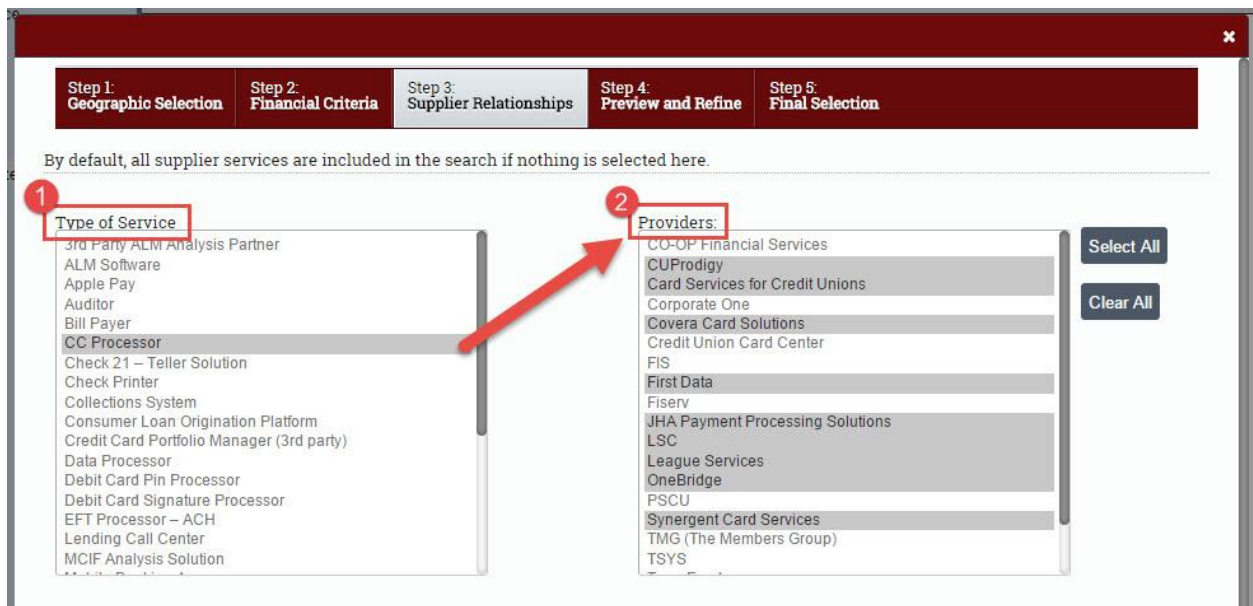 Step 1:
Geographic Selection
Step 2:
Financial Criteria
Step 3:
Supplier Relationships
Step 4:
Preview and Refine
Step 5:
Final Selection
By default, all supplier services are included in the search if nothing is selected here.
1
Type of Service
3rd Party ALM Analysis Partner
ALM Software
Apple Pay
Auditor
Bill Payer
CC Processor
Check 21 – Teller Solution
Check Printer
Collections System
Consumer Loan Origination Platform
Credit Card Portfolio Manager (3rd party)
Data Processor
Debit Card Pin Processor
Debit Card Signature Processor
EFT Processor – ACH
Lending Call Center
MCIF Analysis Solution
2
Providers:
CO-OP Financial Services
CUProdigy
Card Services for Credit Unions
Corporate One
Covera Card Solutions
Credit Union Card Center
FIS
First Data
Fiserv
JHA Payment Processing Solutions
LSC
League Services
OneBridge
PSCU
Synergent Card Services
TMG (The Members Group)
TSYS
Select All
Clear All